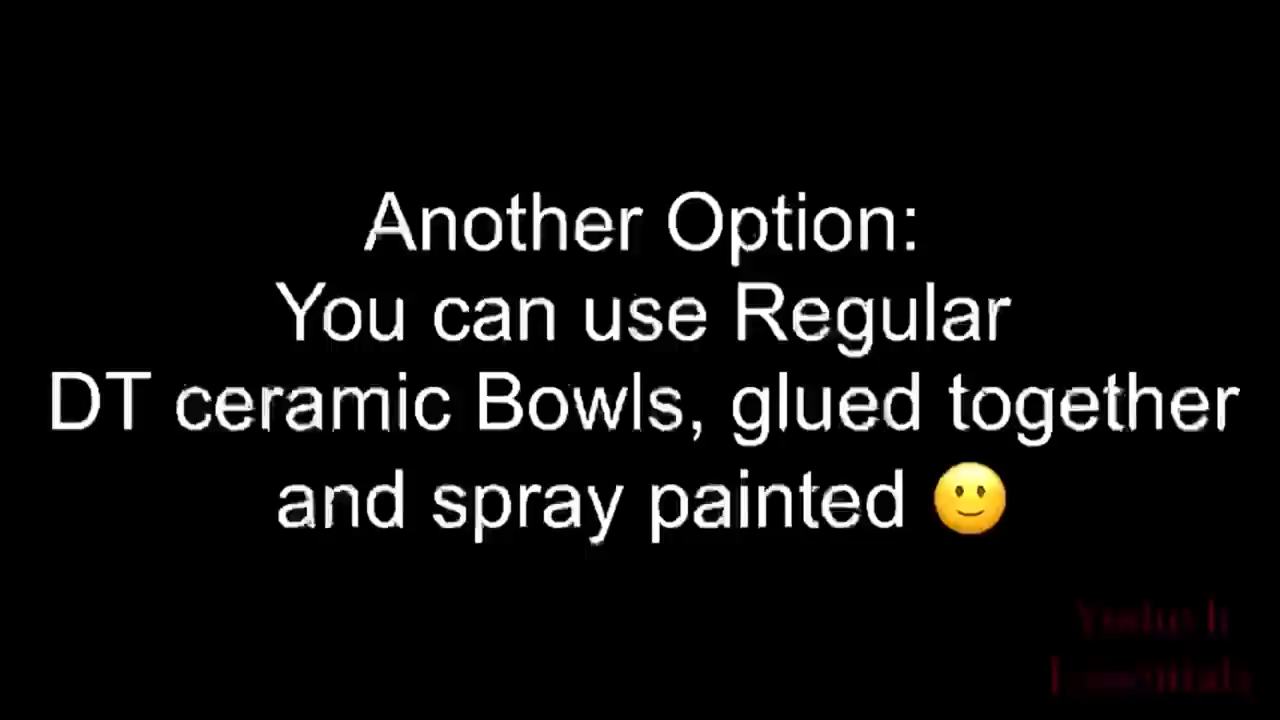 Another Option:
You can use Regular
DT ceramic Bowls, glued together
and spray painted 🙂